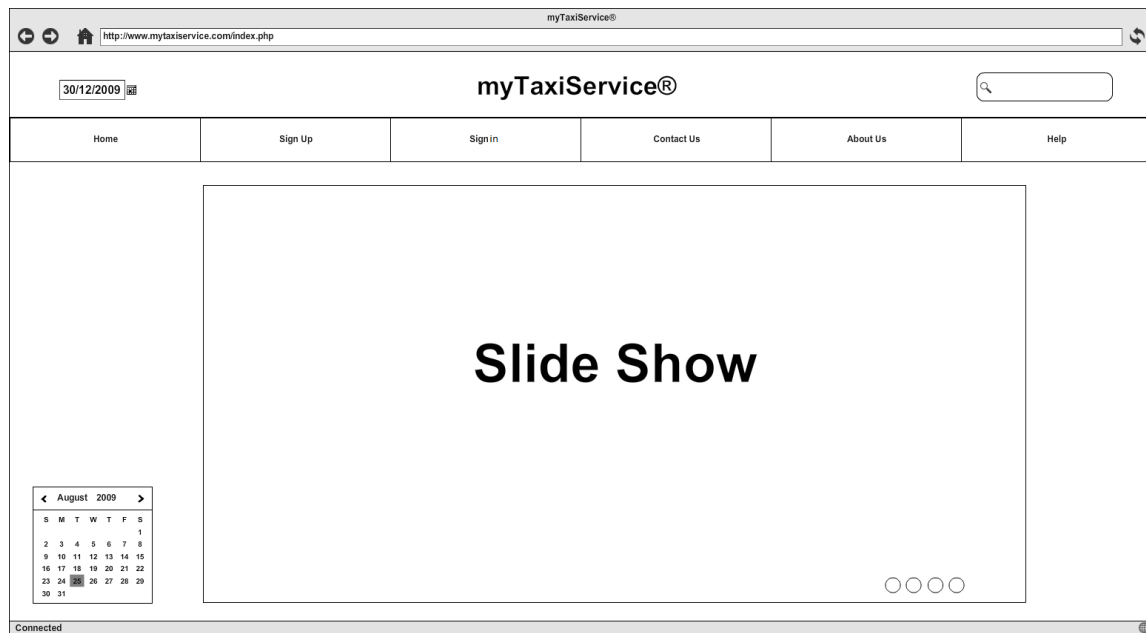 myTaxiService®
http://www.mytaxiservice.com/index.php
30/12/2009
myTaxiService®
Home Sign Up Sign in Contact Us About Us Help
Slide Show
August 2009
S M T W T F S
1
2 3 4 5 6 7 8
9 10 11 12 13 14 15
16 17 18 19 20 21 22
23 24 25 26 27 28 29
30 31
Connected